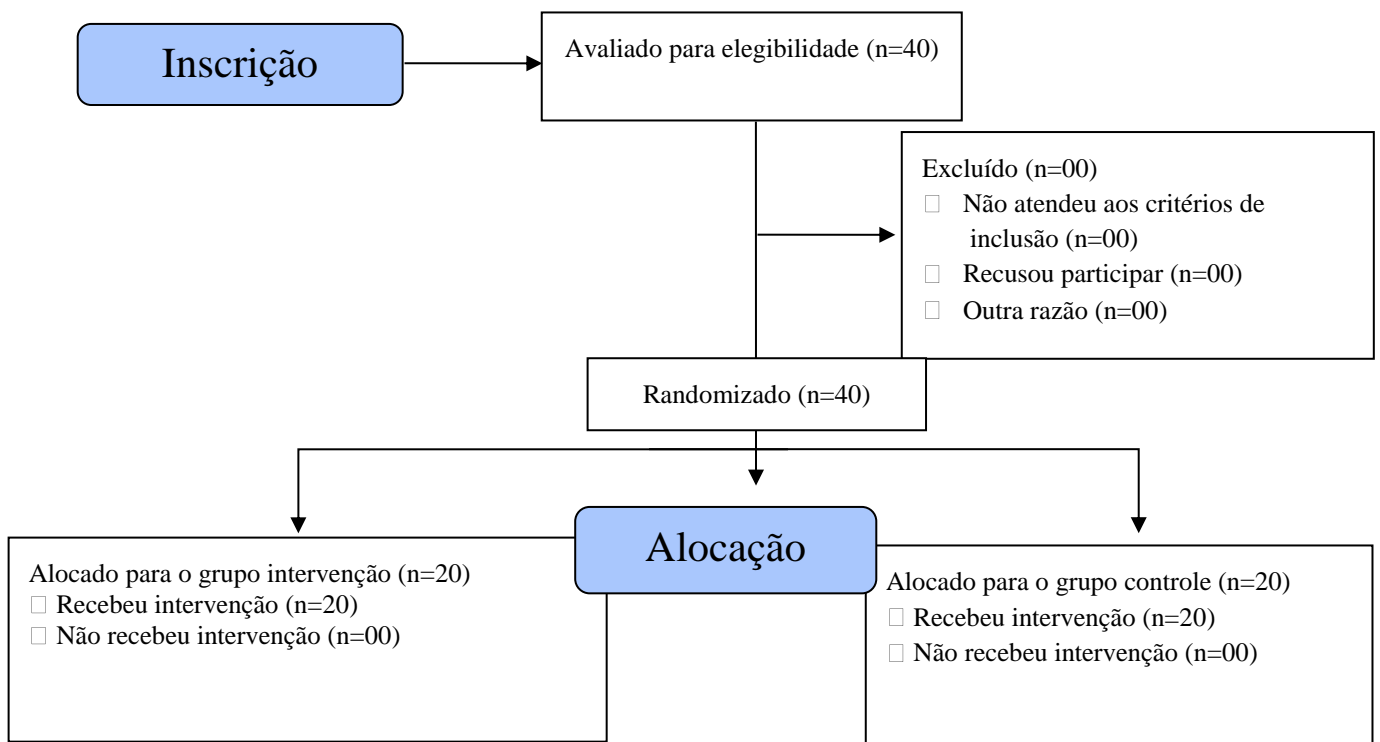 Inscrição
Avaliado para elegibilidade (n=40)
Excluído (n=00)
Não atendeu aos critérios de
inclusão (n=00)
Recusou participar (n=00)
Outra razão (n=00)
Randomizado (n=40)
Alocação
Alocado para o grupo intervenção (n=20)
Recebeu intervenção (n=20)
Não recebeu intervenção (n=00)
Alocado para o grupo controle (n=20)
Recebeu intervenção (n=20)
Não recebeu intervenção (n=00)